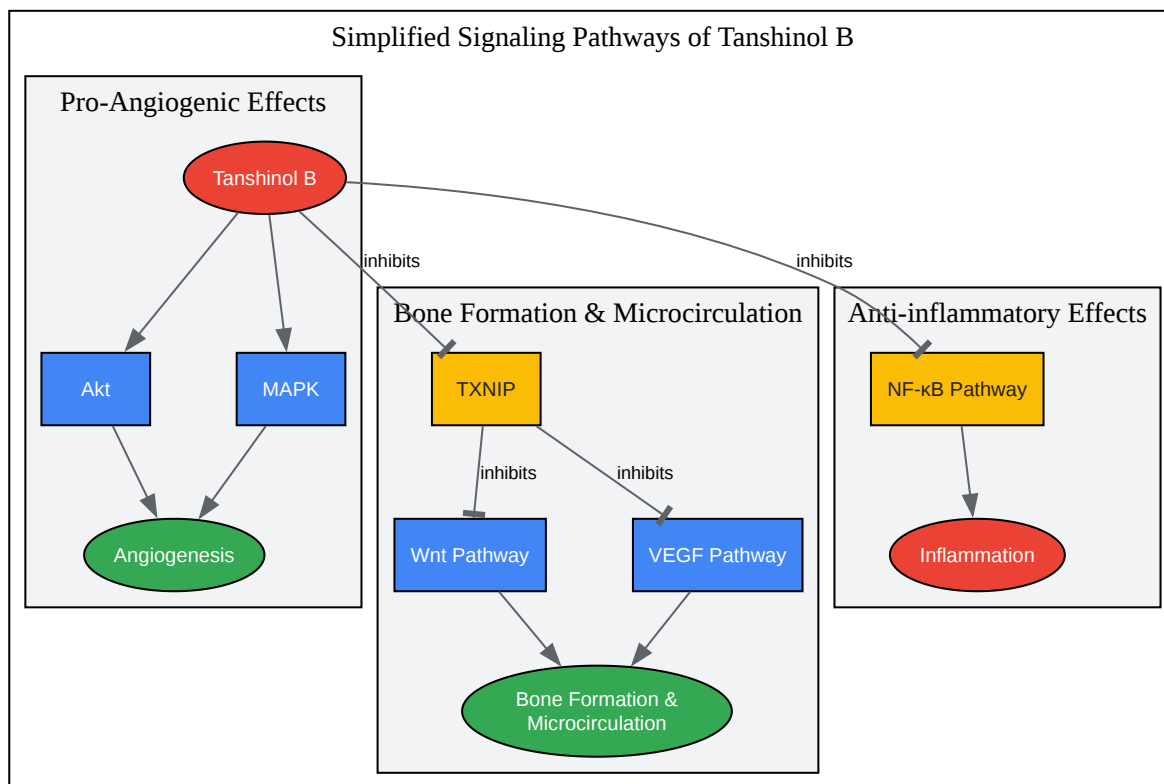 Simplified Signaling Pathways of Tanshinol B
Pro-Angiogenic Effects
Tanshinol B
inhibits
inhibits
Bone Formation & Microcirculation
Anti-inflammatory Effects
Akt
MAPK
TXNIP
NF-κB Pathway
inhibits
inhibits
Angiogenesis
Wnt Pathway
VEGF Pathway
Inflammation
Bone Formation &
Microcirculation